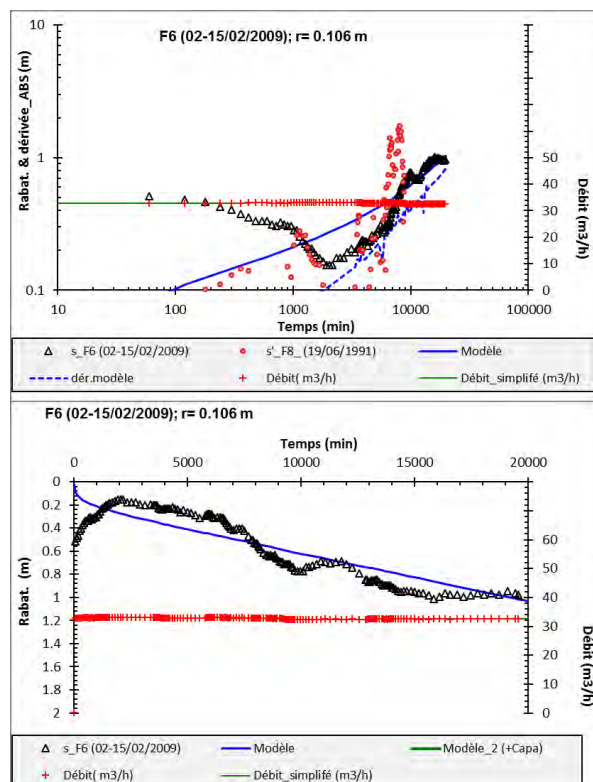 F6 (02-15/02/2009); r= 0.106 m
Rabat. & dérivée_ABS (m)
10
1
0.1
80
70
60
50
40
30
20
10
0
Débit (m3/h)
10 100 1000 10000 100000
Temps (min)
s_F6 (02-15/02/2009) s'_F8_ (19/06/1991) Modèle
dér.modèle Débit( m3/h) Débit_simplifé (m3/h)
F6 (02-15/02/2009); r= 0.106 m
Temps (min)
0 5000 10000 15000 20000
Rabat. (m)
0
0.2
0.4
0.6
0.8
1
1.2
1.4
1.6
1.8
2
60
50
40
30
20
10
0
Débit (m3/h)
s_F6 (02-15/02/2009) Modèle Modèle_2 (+Capa)
Débit( m3/h) Débit_simplifé (m3/h)